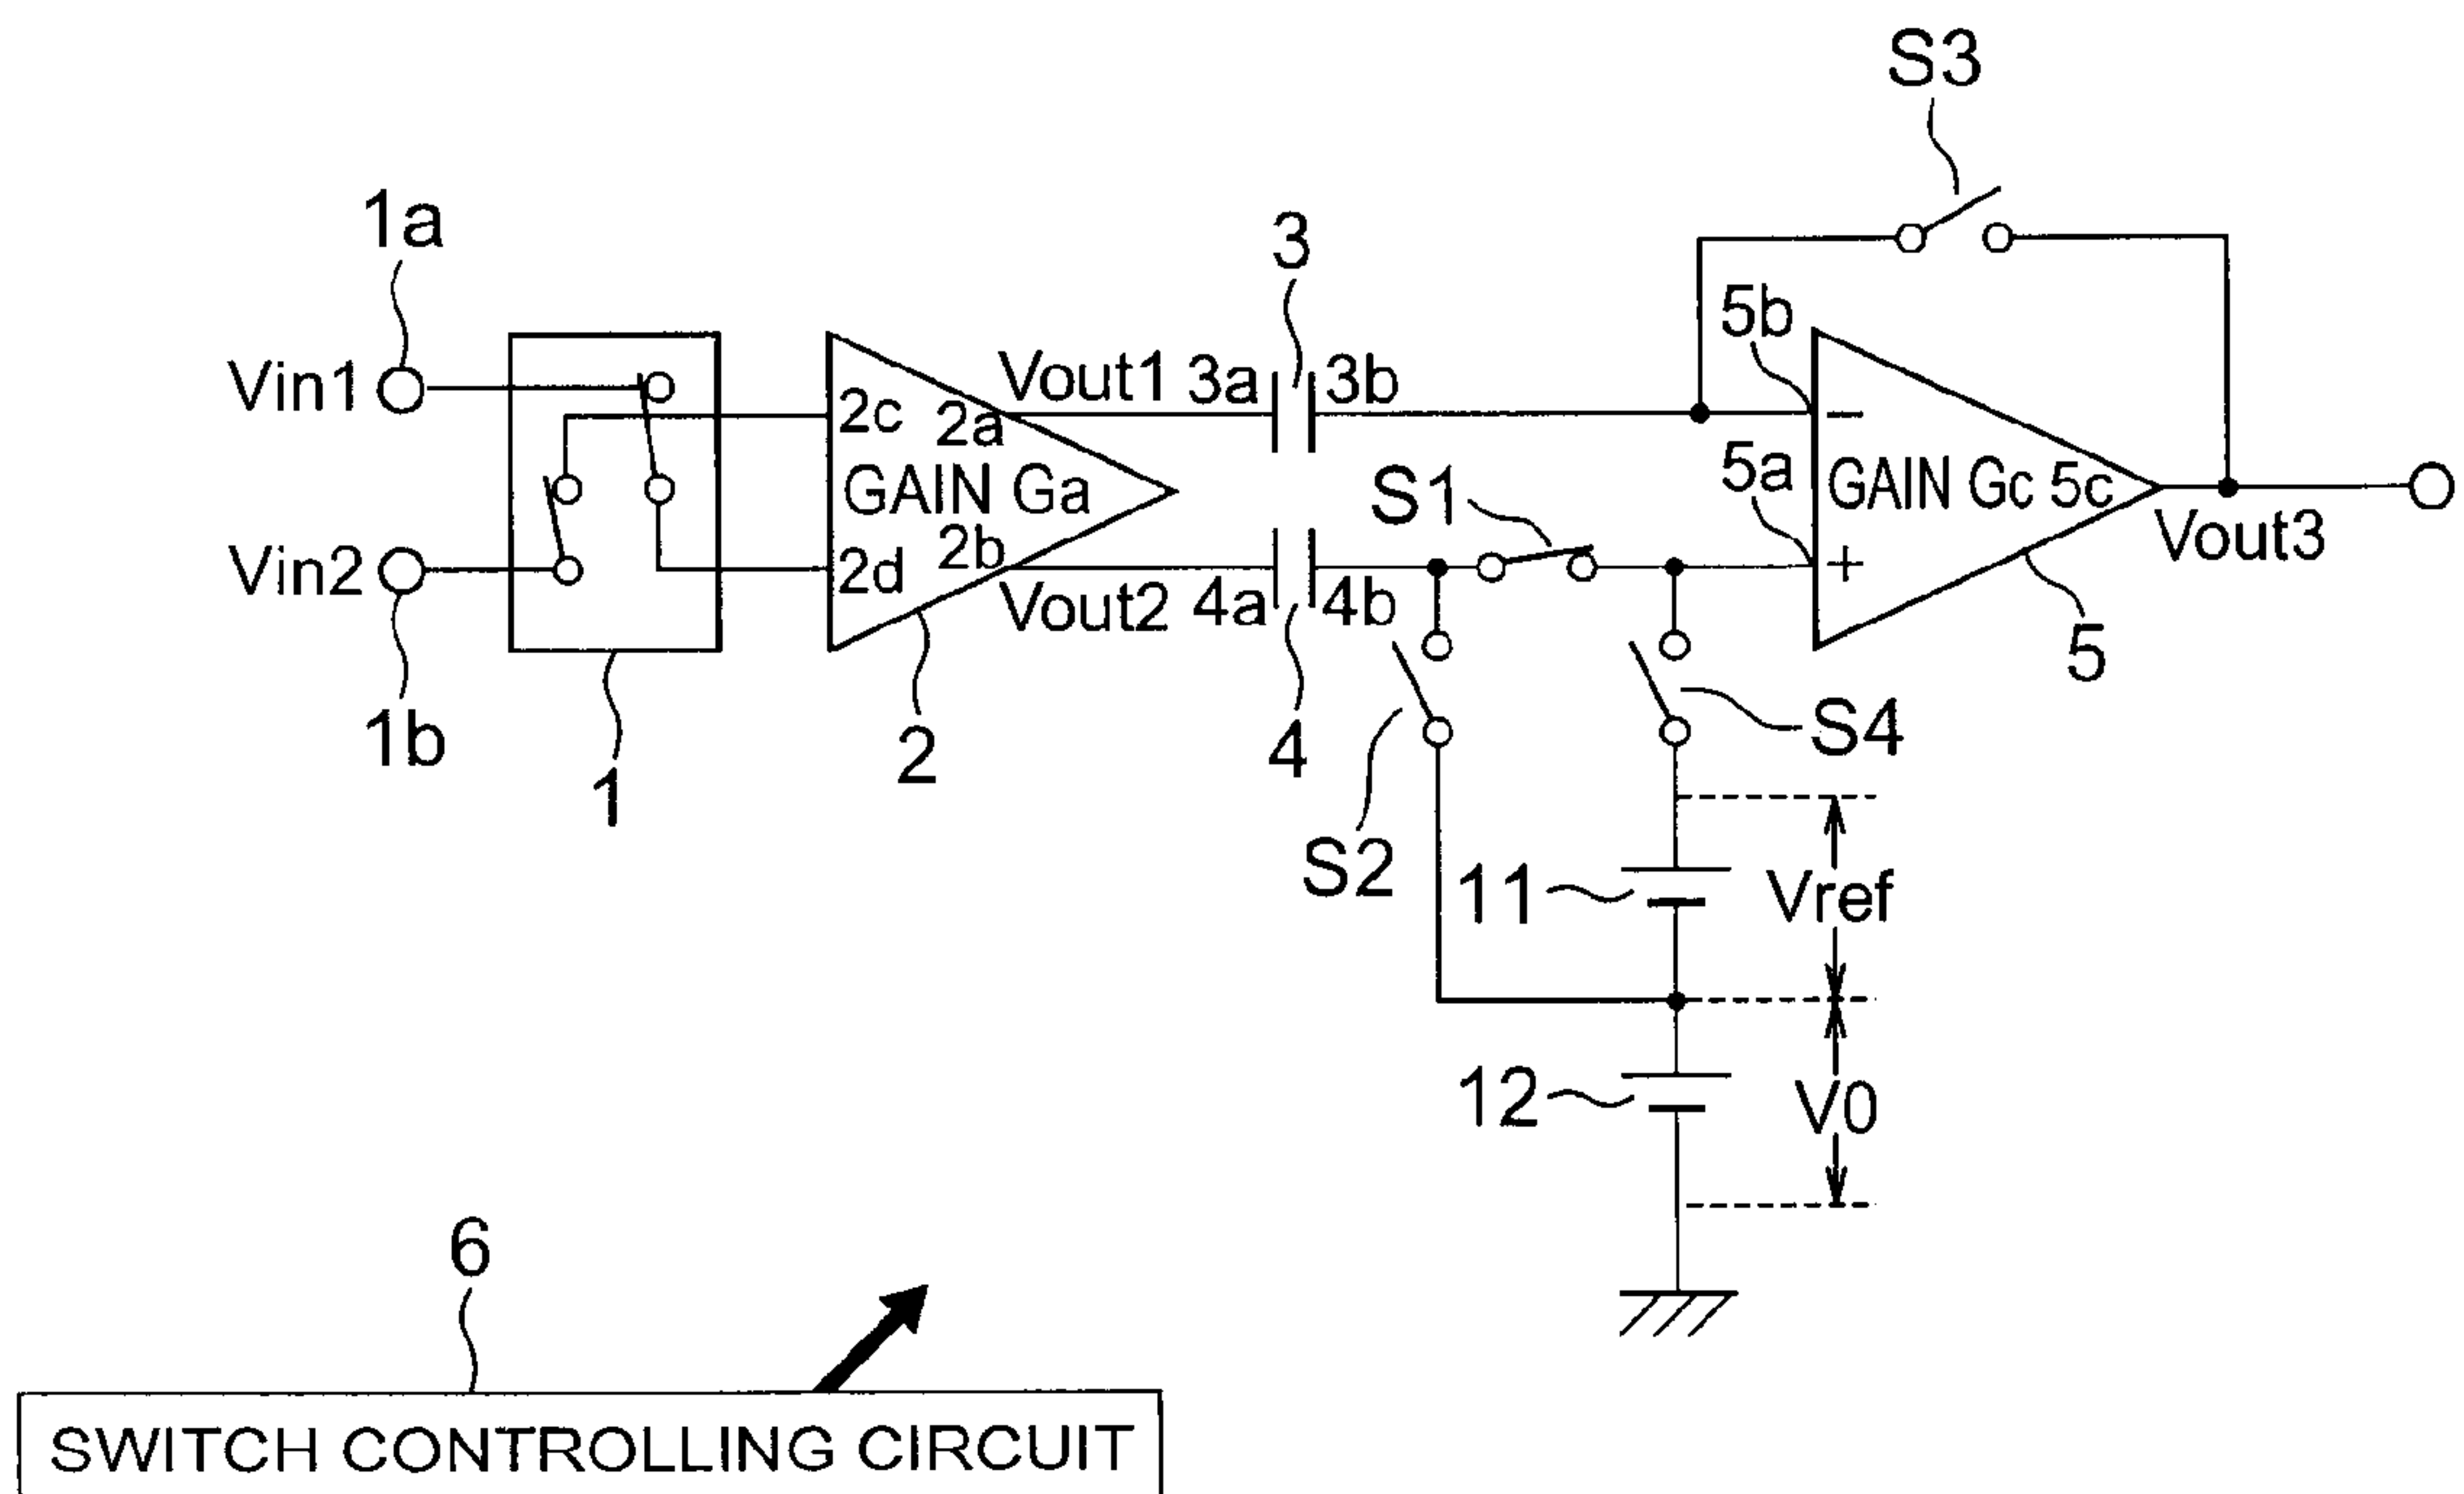 S3
1a
3
5b
Vin1
Vout1
3a
3b
2c
2a
−
5a
S1
GAIN Ga
GAIN Gc
5c
2b
Vin2
2d
Vout2
4a
4b
+
Vout3
5
1b
2
4
S4
1
S2
11
Vref
12
V0
6
SWITCH CONTROLLING CIRCUIT